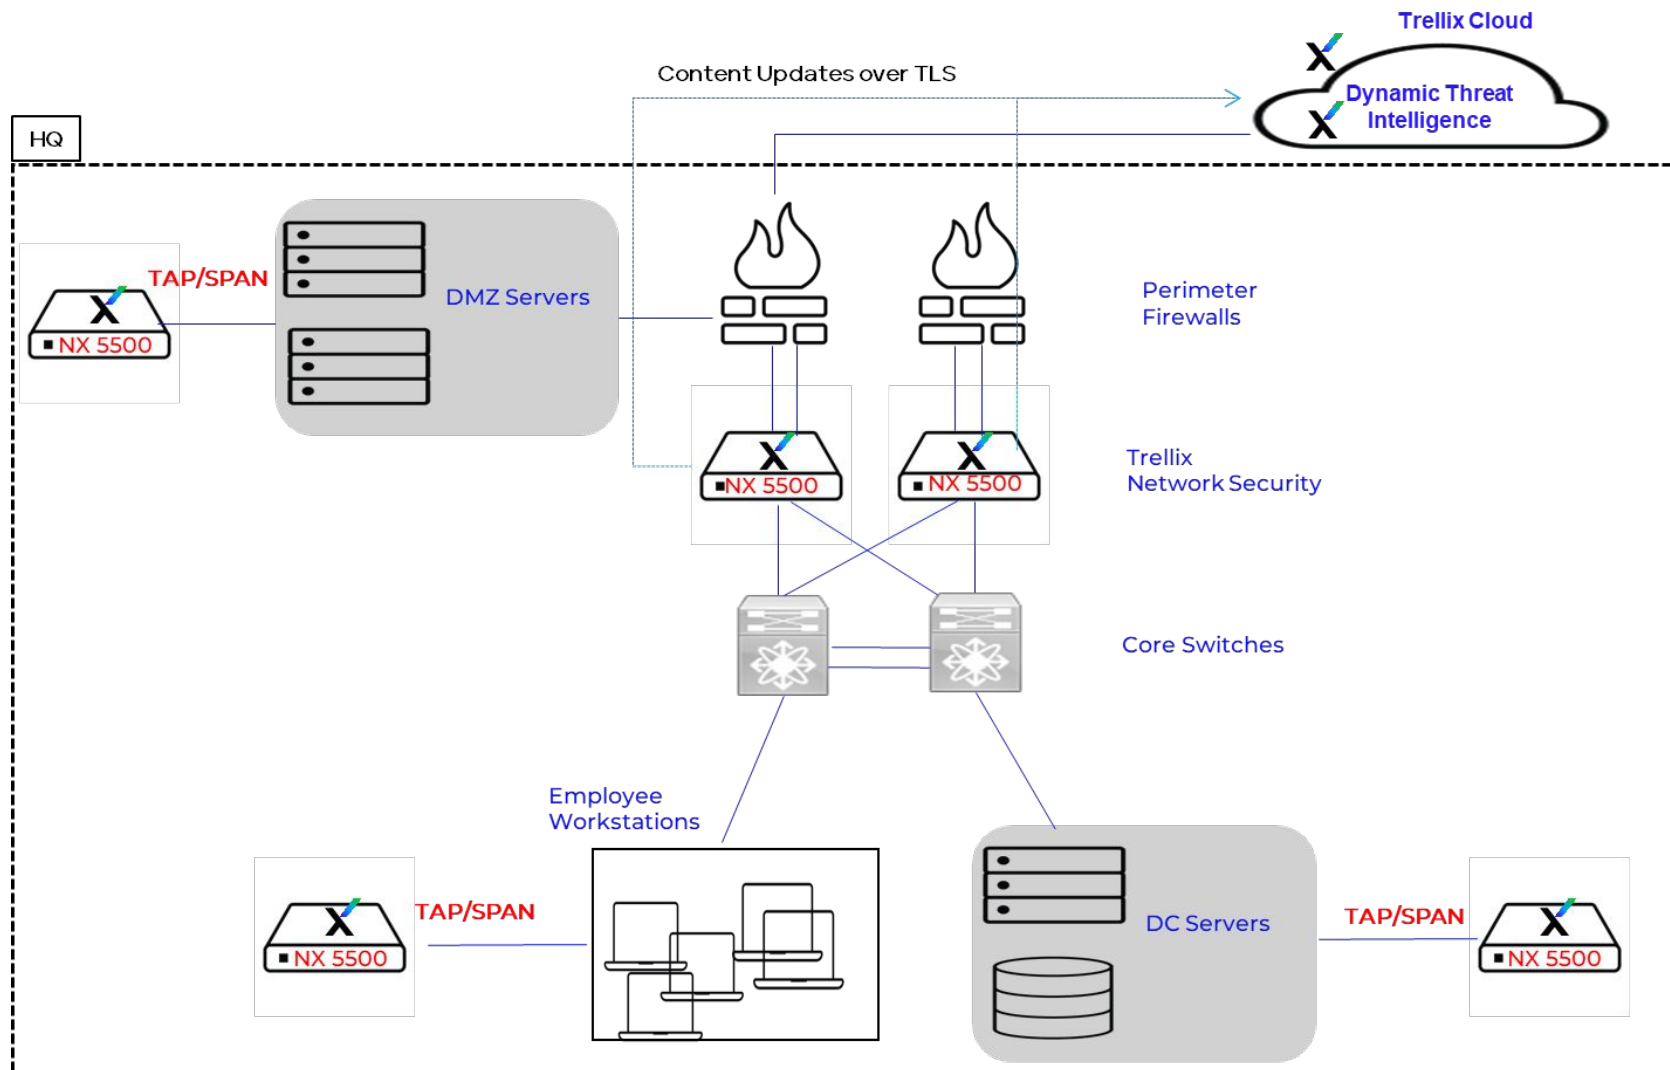 Trellix Cloud
Content Updates over TLS
Dynamic Threat
Intelligence
HQ
TAP/SPAN
NX 5500
DMZ Servers
Perimeter
Firewalls
NX 5500
NX 5500
Trellix
Network Security
Core Switches
Employee
Workstations
TAP/SPAN
NX 5500
DC Servers
TAP/SPAN
NX 5500